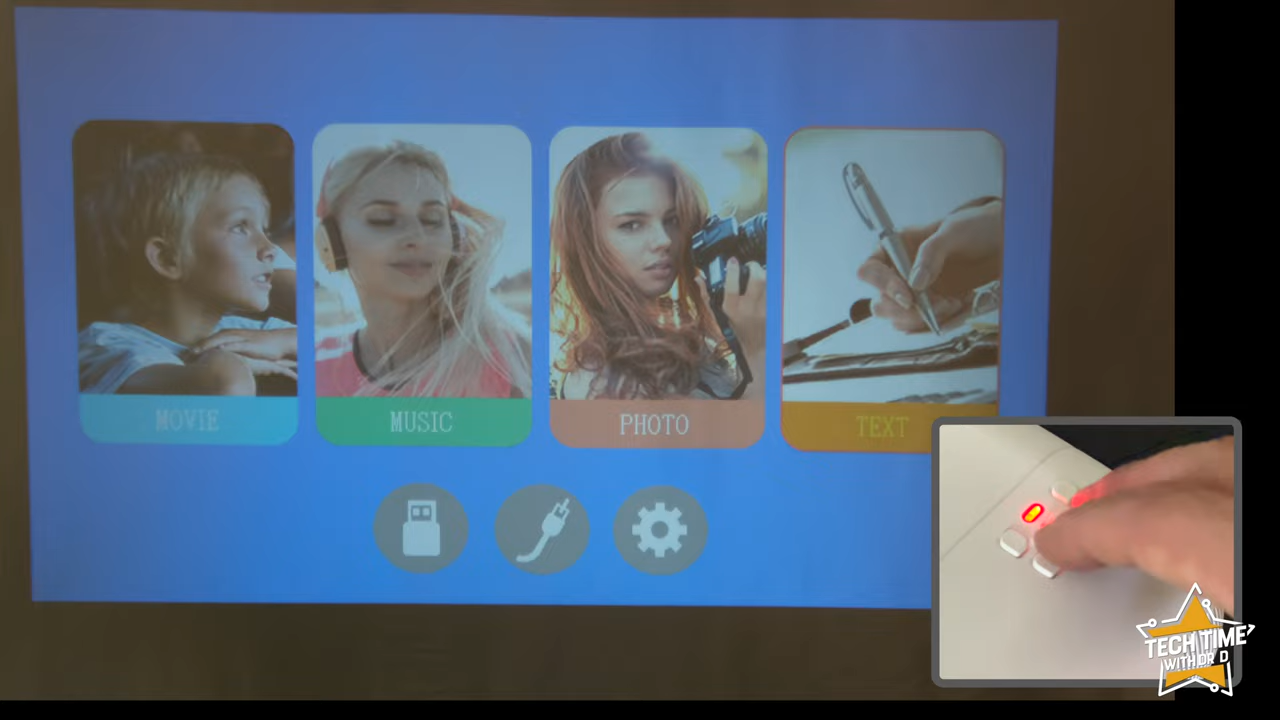 MOVIE
MUSIC
PHOTO
TEXT
TECH TIME
WITH DR D